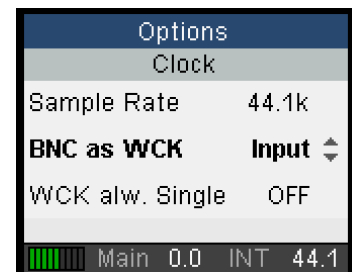 Options
Clock
Sample Rate 44.1k
BNC as WCK Input
WCK alw. Single OFF
Main 0.0 INT 44.1